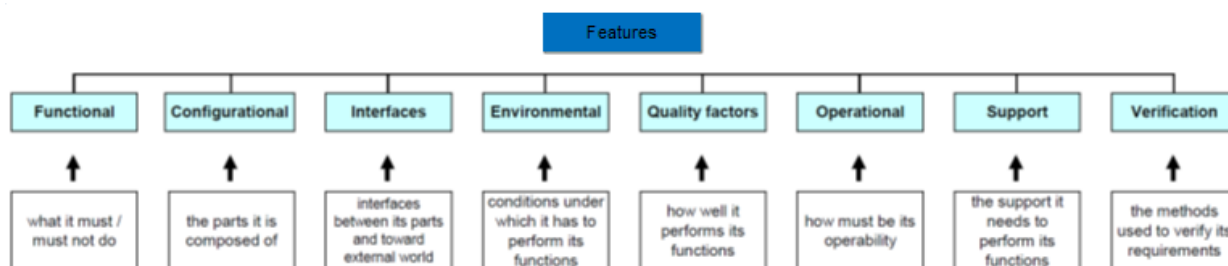 Features
Functional
Configurational
Interfaces
Environmental
Quality factors
Operational
Support
Verification
what it must /
must not do
the parts it is
composed of
interfaces
between its parts
and toward
external world
conditions under
which it has to
perform its
functions
how well it
performs its
functions
how must be its
operability
the support it
needs to
perform its
functions
the methods
used to verify its
requirements